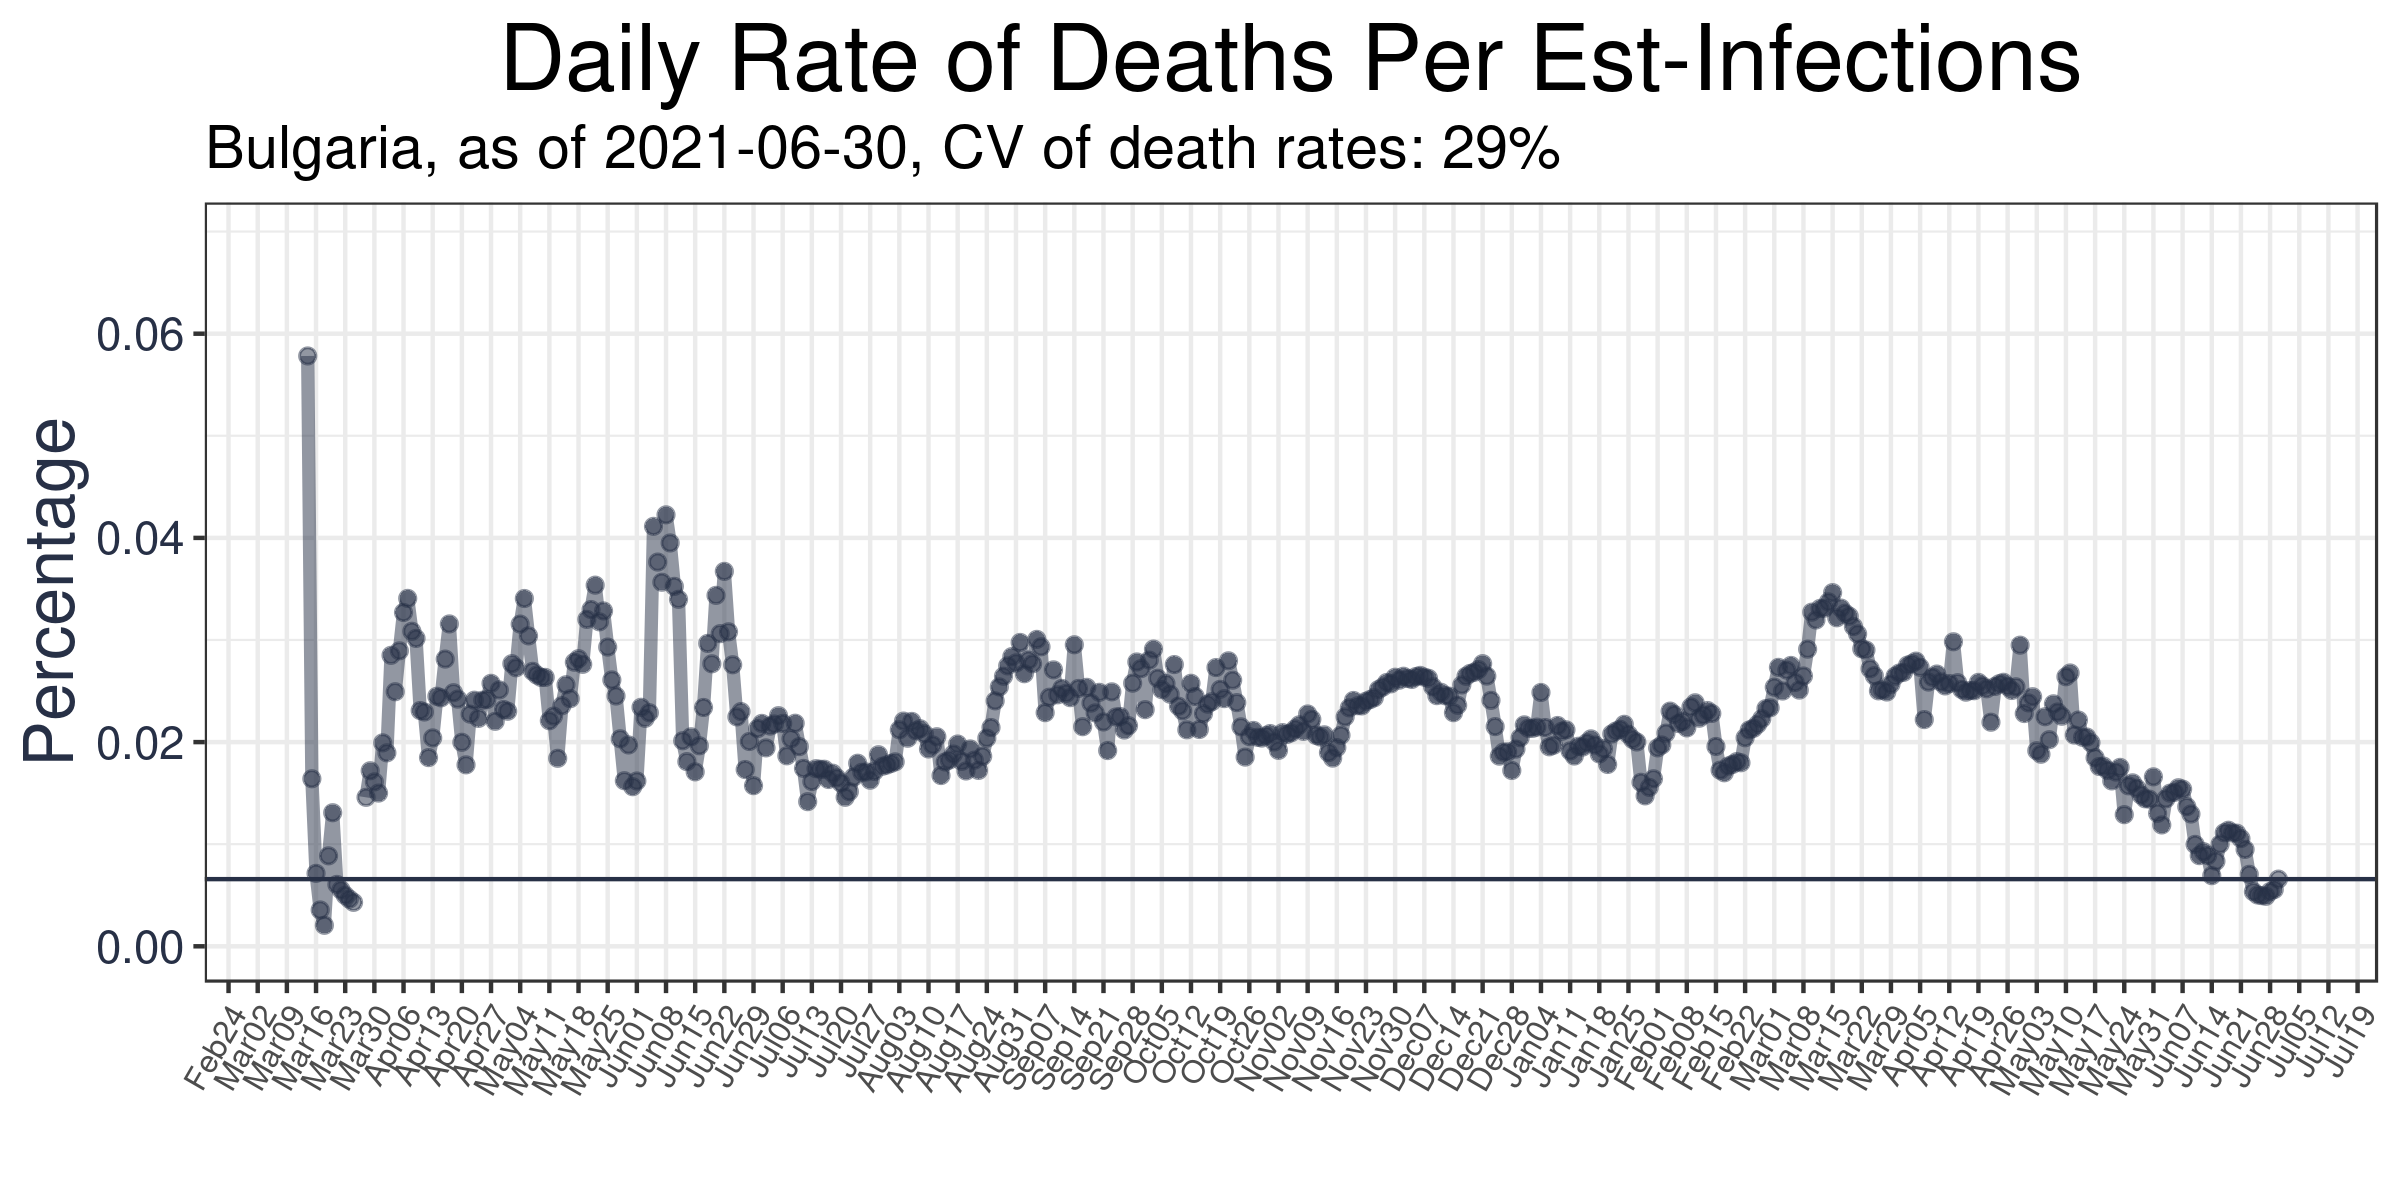 Daily Rate of Deaths Per Est-Infections
Bulgaria, as of 2021-06-30, CV of death rates: 29%
Percentage
0.06
0.04
0.02
0.00
Feb24
Mar02
Mar09
Mar16
Mar23
Mar30
Apr06
Apr13
Apr20
Apr27
May04
May11
May18
May25
Jun01
Jun08
Jun15
Jun22
Jun29
Jul06
Jul13
Jul20
Jul27
Aug03
Aug10
Aug17
Aug24
Aug31
Sep07
Sep14
Sep21
Sep28
Oct05
Oct12
Oct19
Oct26
Nov02
Nov09
Nov16
Nov23
Nov30
Dec07
Dec14
Dec21
Dec28
Jan04
Jan11
Jan18
Jan25
Feb01
Feb08
Feb15
Feb22
Mar01
Mar08
Mar15
Mar22
Mar29
Apr05
Apr12
Apr19
Apr26
May03
May10
May17
May24
May31
Jun07
Jun14
Jun21
Jun28
Jul05
Jul12
Jul19